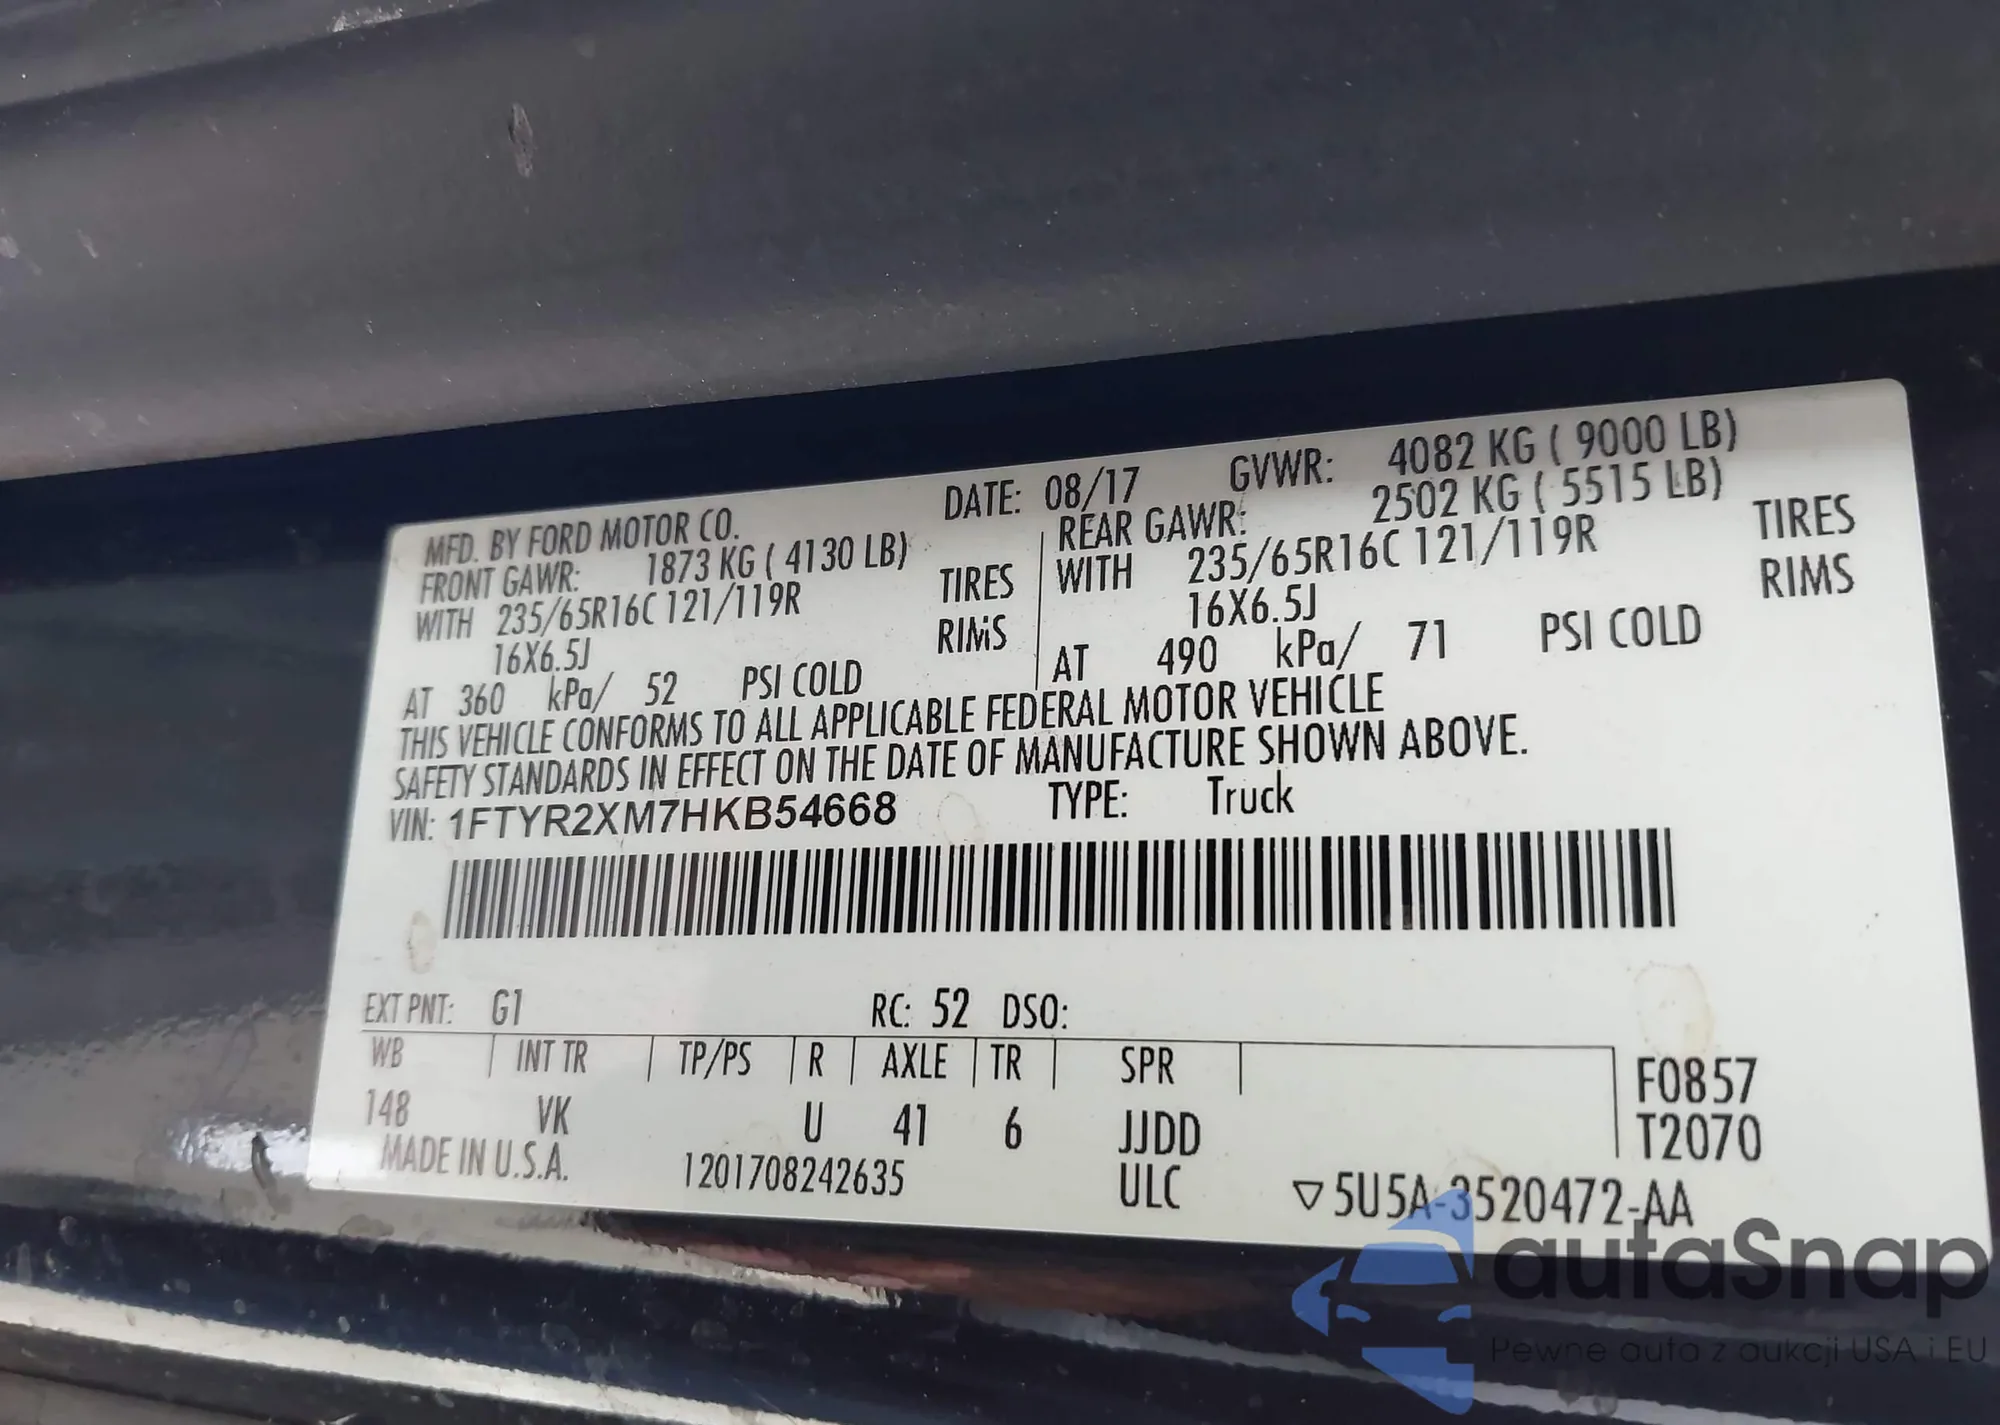 MFD. BY FORD MOTOR CO. DATE: 08/17 GVWR: 4082 KG ( 9000 LB)
FRONT GAWR: 1873 KG ( 4130 LB) REAR GAWR: 2502 KG ( 5515 LB)
WITH 235/65R16C 121/119R TIRES WITH 235/65R16C 121/119R TIRES
16X6.5J RIMS 16X6.5J RIMS
AT 360 kPa/ 52 PSI COLD AT 490 kPa/ 71 PSI COLD
THIS VEHICLE CONFORMS TO ALL APPLICABLE FEDERAL MOTOR VEHICLE
SAFETY STANDARDS IN EFFECT ON THE DATE OF MANUFACTURE SHOWN ABOVE.
VIN: 1FTYR2XM7HKB54668 TYPE: Truck
EXT PNT: G1 RC: 52 DSO:
WB INT TR TP/PS R AXLE TR SPR F0857
148 VK U 41 6 JJDD T2070
MADE IN U.S.A. 1201708242635 ULC ▽5U5A-3520472-AA
autaSnap
Pewne auta z aukcji USA i EU